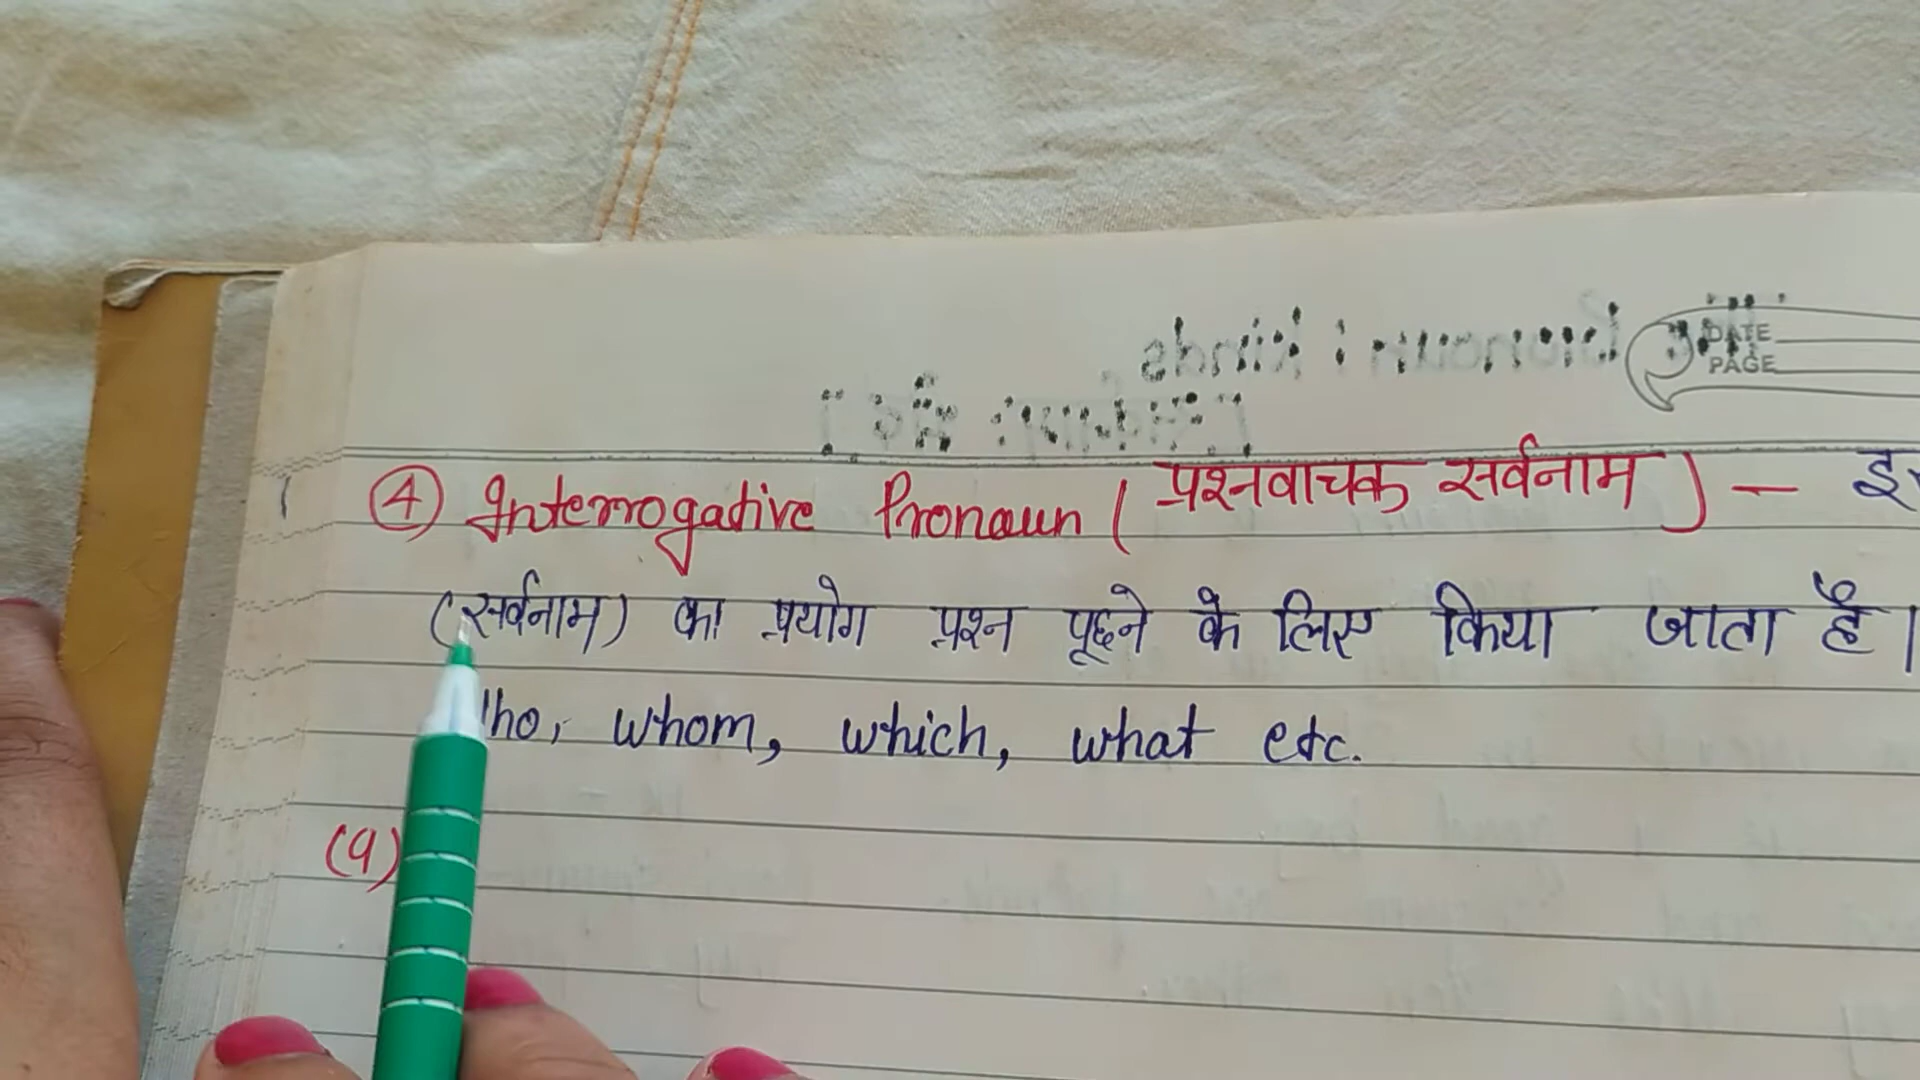 DATE
PAGE
④ Interrogative Pronoun (प्रश्नवाचक सर्वनाम) —
(सर्वनाम) का प्रयोग प्रश्न पूछने के लिए किया जाता है।
whom, which, what etc.
(9)